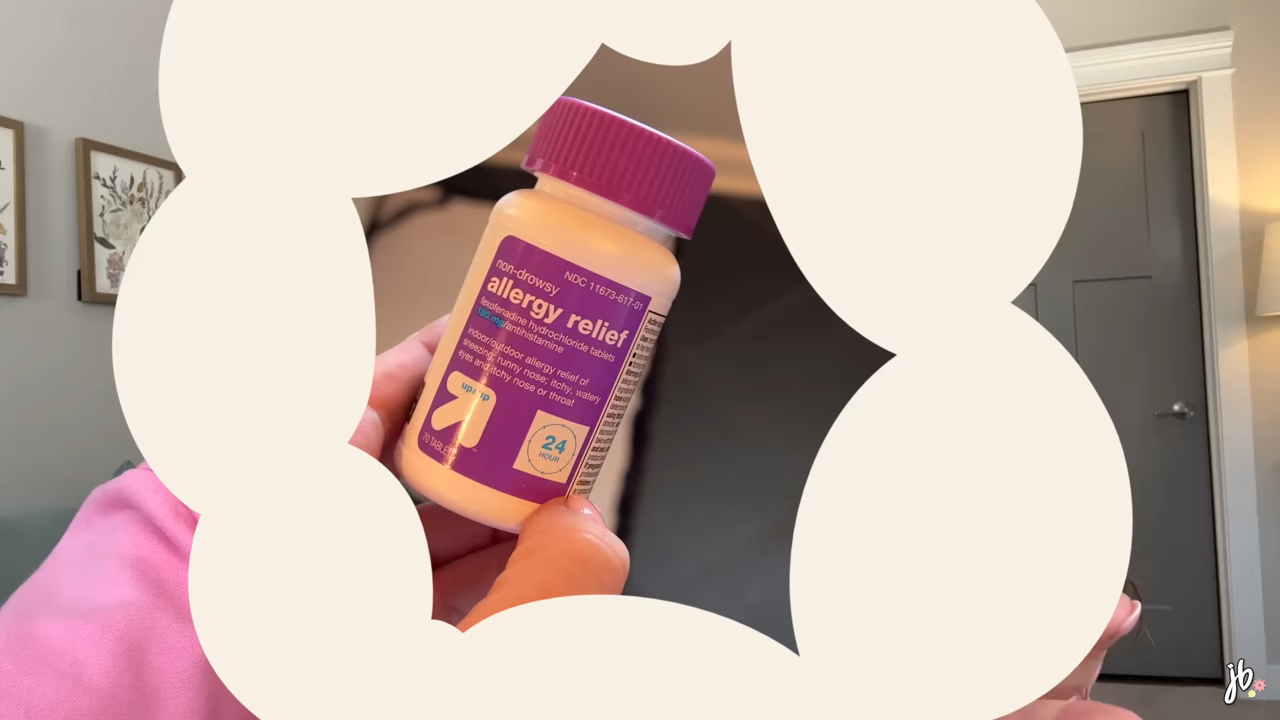 NDC 11673-617-01
non-drowsy
allergy relief
fexofenadine hydrochloride tablets
180 mg/antihistamine
indoor/outdoor allergy relief of
sneezing; runny nose; itchy, watery
eyes and itchy nose or throat
up&up
70 TABLETS
24
HOUR
jb